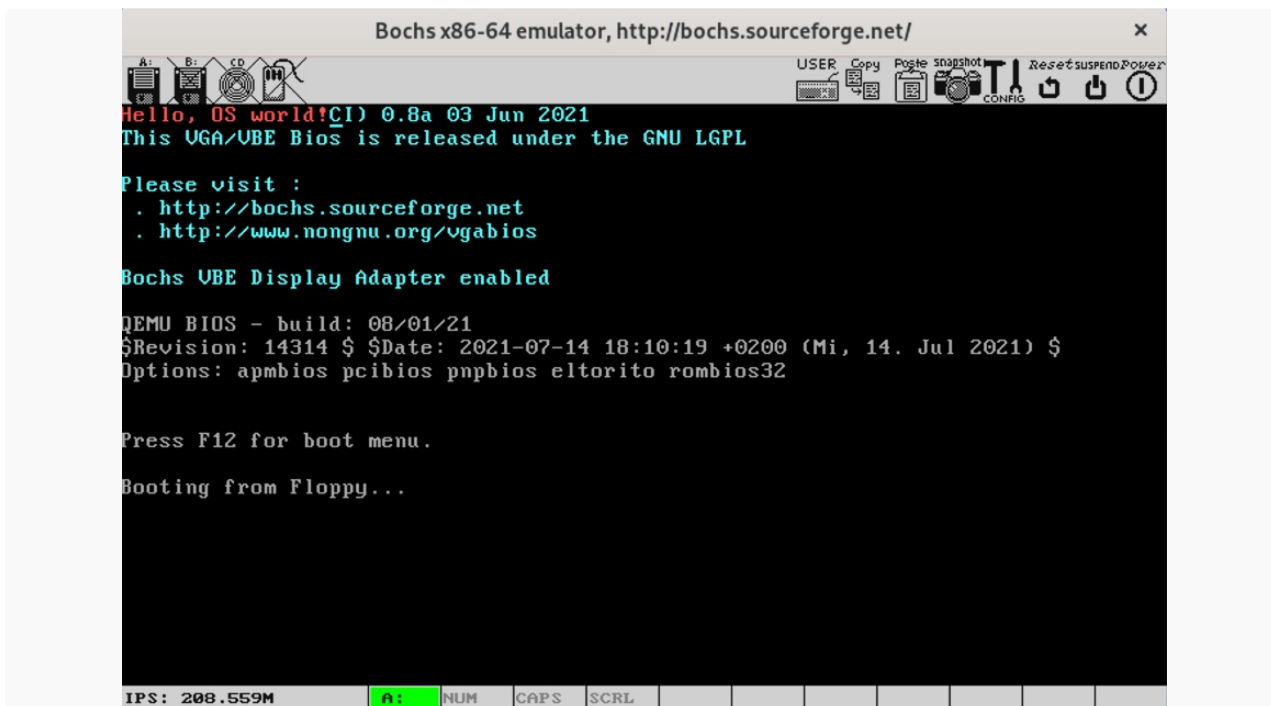 Bochs x86-64 emulator, http://bochs.sourceforge.net/ ×
A: B: CD USER Copy Paste snapshot CONFIG Reset SUSPEND Power
Hello, OS world!CI) 0.8a 03 Jun 2021
This VGA/VBE Bios is released under the GNU LGPL
Please visit :
. http://bochs.sourceforge.net
. http://www.nongnu.org/vgabios
Bochs VBE Display Adapter enabled
QEMU BIOS - build: 08/01/21
$Revision: 14314 $ $Date: 2021-07-14 18:10:19 +0200 (Mi, 14. Jul 2021) $
Options: apmbios pcibios pnpbios eltorito rombios32
Press F12 for boot menu.
Booting from Floppy...
IPS: 208.559M A: NUM CAPS SCRL